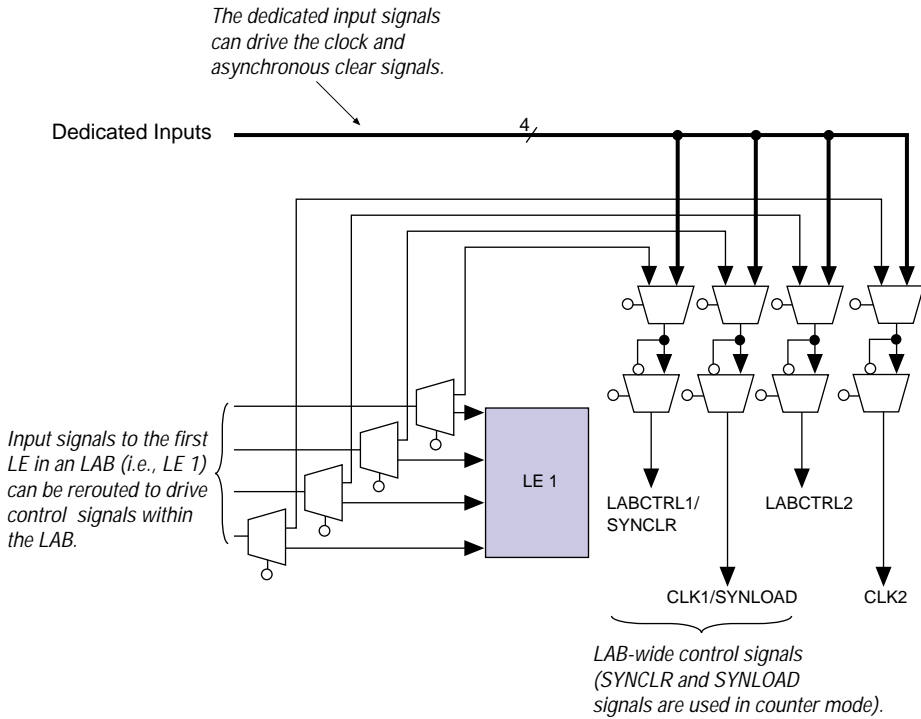 The dedicated input signals
can drive the clock and
asynchronous clear signals.
Dedicated Inputs
4
Input signals to the first
LE in an LAB (i.e., LE 1)
can be rerouted to drive
control signals within
the LAB.
LE 1
LABCTRL1/
SYNCLR
LABCTRL2
CLK1/SYNLOAD
CLK2
LAB-wide control signals
(SYNCLR and SYNLOAD
signals are used in counter mode).